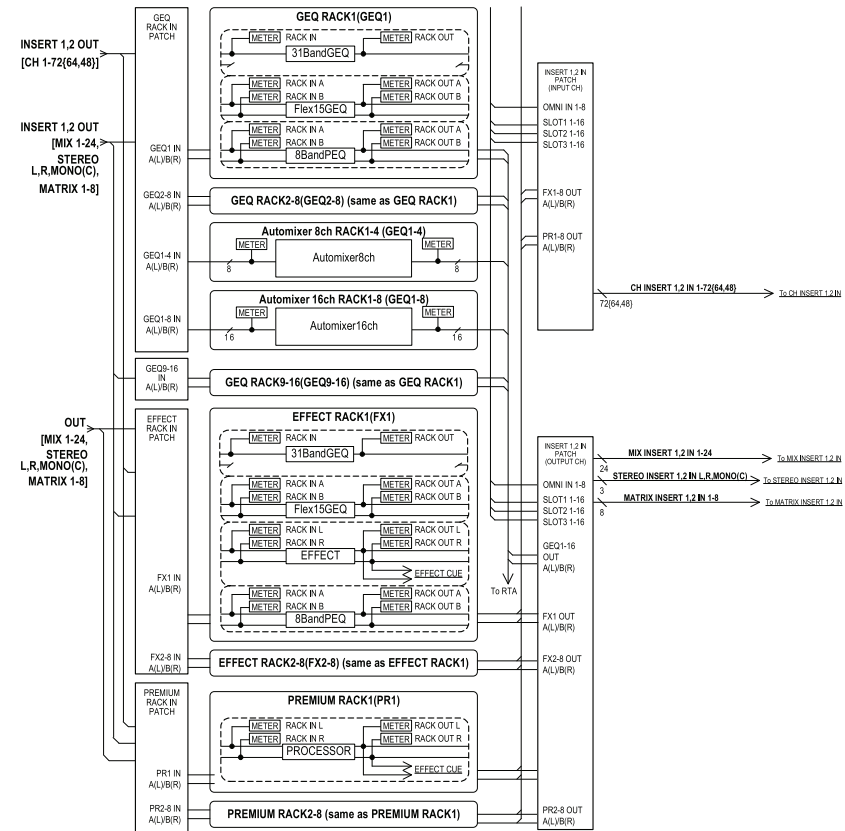 INSERT 1,2 OUT
[CH 1-72{64,48}]
INSERT 1,2 OUT
[MIX 1-24,
STEREO
L,R,MONO(C),
MATRIX 1-8]
OUT
[MIX 1-24,
STEREO
L,R,MONO(C),
MATRIX 1-8]
GEQ
RACK IN
PATCH
GEQ1 IN
A(L)/B(R)
GEQ2-8 IN
A(L)/B(R)
GEQ1-4 IN
A(L)/B(R)
GEQ1-8 IN
A(L)/B(R)
GEQ9-16
IN
A(L)/B(R)
EFFECT
RACK IN
PATCH
FX1 IN
A(L)/B(R)
FX2-8 IN
A(L)/B(R)
PREMIUM
RACK IN
PATCH
PR1 IN
A(L)/B(R)
PR2-8 IN
A(L)/B(R)
GEQ RACK1(GEQ1)
METER RACK IN METER RACK OUT
31BandGEQ
METER RACK IN A METER RACK OUT A
METER RACK IN B METER RACK OUT B
Flex15GEQ
METER RACK IN A METER RACK OUT A
METER RACK IN B METER RACK OUT B
8BandPEQ
GEQ RACK2-8(GEQ2-8) (same as GEQ RACK1)
Automixer 8ch RACK1-4 (GEQ1-4)
METER METER
Automixer8ch
8 8
Automixer 16ch RACK1-8 (GEQ1-8)
METER METER
Automixer16ch
16 16
GEQ RACK9-16(GEQ9-16) (same as GEQ RACK1)
EFFECT RACK1(FX1)
METER RACK IN METER RACK OUT
31BandGEQ
METER RACK IN A METER RACK OUT A
METER RACK IN B METER RACK OUT B
Flex15GEQ
METER RACK IN L METER RACK OUT L
METER RACK IN R METER RACK OUT R
EFFECT
EFFECT CUE
METER RACK IN A METER RACK OUT A
METER RACK IN B METER RACK OUT B
8BandPEQ
EFFECT RACK2-8(FX2-8) (same as EFFECT RACK1)
PREMIUM RACK1(PR1)
METER RACK IN L METER RACK OUT L
METER RACK IN R METER RACK OUT R
PROCESSOR
EFFECT CUE
PREMIUM RACK2-8 (same as PREMIUM RACK1)
To RTA
INSERT 1,2 IN
PATCH
(INPUT CH)
OMNI IN 1-8
SLOT1 1-16
SLOT2 1-16
SLOT3 1-16
FX1-8 OUT
A(L)/B(R)
PR1-8 OUT
A(L)/B(R)
CH INSERT 1,2 IN 1-72{64,48}
72{64,48}
To CH INSERT 1,2 IN
INSERT 1,2 IN
PATCH
(OUTPUT CH)
OMNI IN 1-8
SLOT1 1-16
SLOT2 1-16
SLOT3 1-16
GEQ1-16
OUT
A(L)/B(R)
FX1 OUT
A(L)/B(R)
FX2-8 OUT
A(L)/B(R)
PR2-8 OUT
A(L)/B(R)
MIX INSERT 1,2 IN 1-24
24
To MIX INSERT 1,2 IN
STEREO INSERT 1,2 IN L,R,MONO(C)
3
To STEREO INSERT 1,2 IN
MATRIX INSERT 1,2 IN 1-8
8
To MATRIX INSERT 1,2 IN